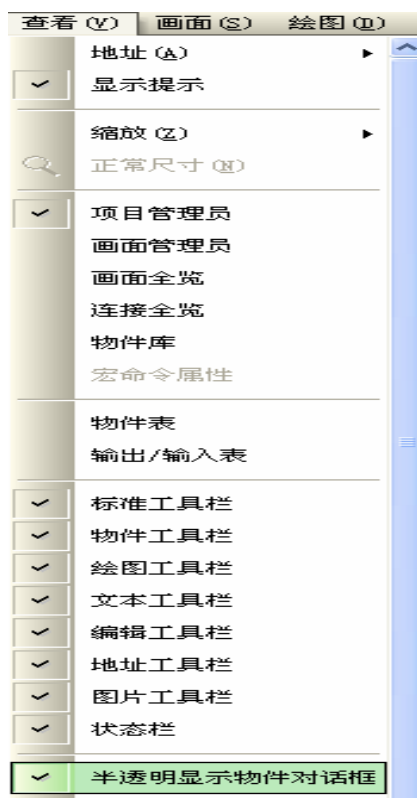 查看(V) 画面(S) 绘图(D)
地址(A)
显示提示
缩放(Z)
正常尺寸(N)
项目管理员
画面管理员
画面全览
连接全览
物件库
宏命令属性
物件表
输出/输入表
标准工具栏
物件工具栏
绘图工具栏
文本工具栏
编辑工具栏
地址工具栏
图片工具栏
状态栏
半透明显示物件对话框